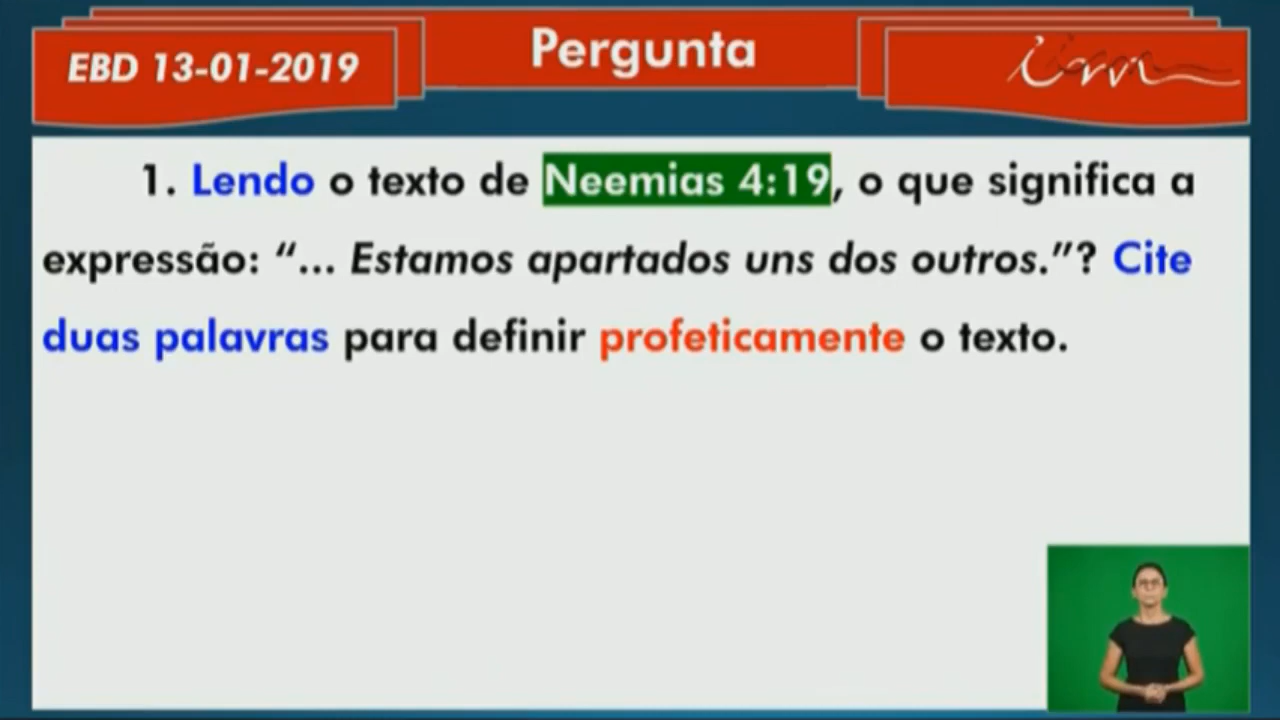 EBD 13-01-2019
Pergunta
im
1. Lendo o texto de Neemias 4:19, o que significa a
expressão: “... Estamos apartados uns dos outros.”? Cite
duas palavras para definir profeticamente o texto.